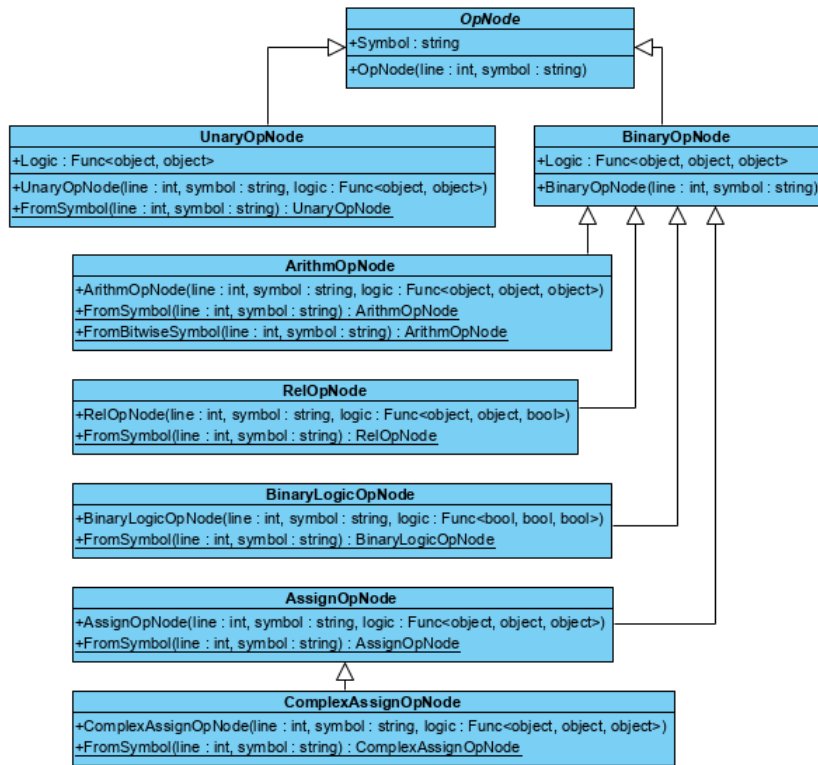 OpNode
+Symbol : string
+OpNode(line : int, symbol : string)
UnaryOpNode
+Logic : Func<object, object>
+UnaryOpNode(line : int, symbol : string, logic : Func<object, object>)
+FromSymbol(line : int, symbol : string) : UnaryOpNode
BinaryOpNode
+Logic : Func<object, object, object>
+BinaryOpNode(line : int, symbol : string)
ArithmOpNode
+ArithmOpNode(line : int, symbol : string, logic : Func<object, object, object>)
+FromSymbol(line : int, symbol : string) : ArithmOpNode
+FromBitwiseSymbol(line : int, symbol : string) : ArithmOpNode
RelOpNode
+RelOpNode(line : int, symbol : string, logic : Func<object, object, bool>)
+FromSymbol(line : int, symbol : string) : RelOpNode
BinaryLogicOpNode
+BinaryLogicOpNode(line : int, symbol : string, logic : Func<bool, bool, bool>)
+FromSymbol(line : int, symbol : string) : BinaryLogicOpNode
AssignOpNode
+AssignOpNode(line : int, symbol : string, logic : Func<object, object, object>)
+FromSymbol(line : int, symbol : string) : AssignOpNode
ComplexAssignOpNode
+ComplexAssignOpNode(line : int, symbol : string, logic : Func<object, object, object>)
+FromSymbol(line : int, symbol : string) : ComplexAssignOpNode